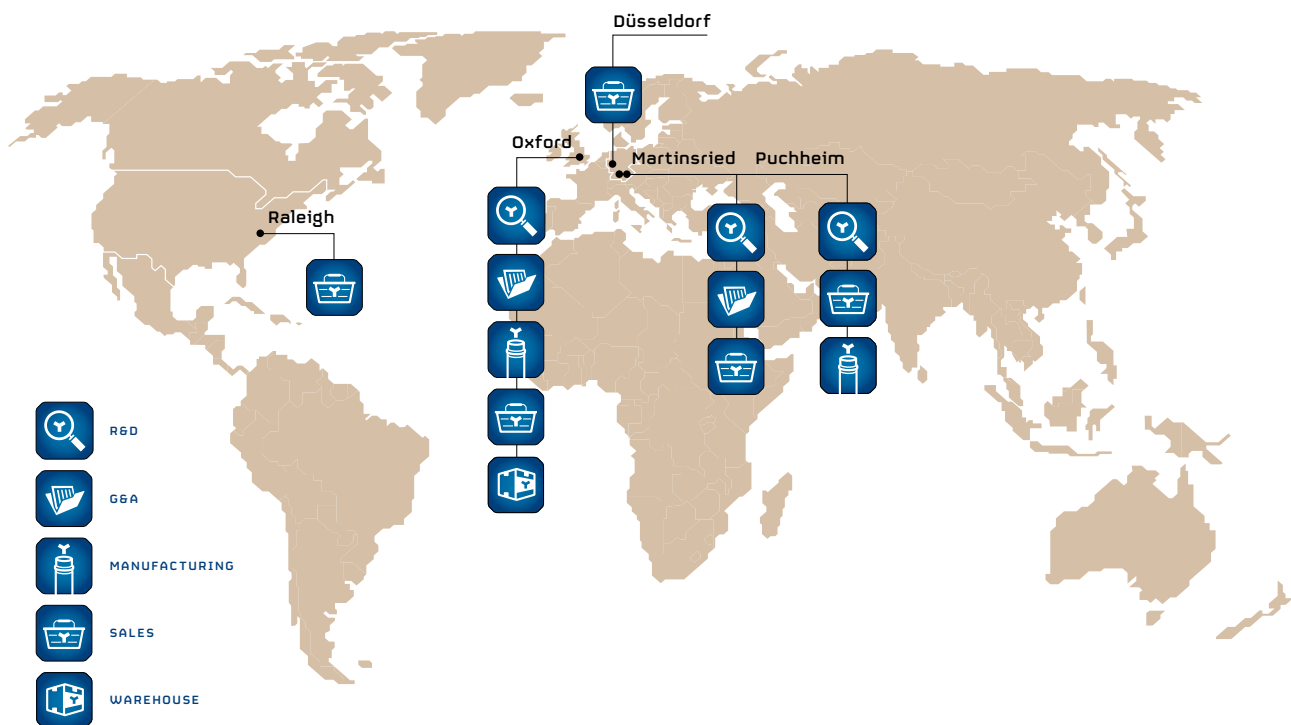 Düsseldorf
Oxford
Martinsried
Puchheim
Raleigh
R&D
G&A
MANUFACTURING
SALES
WAREHOUSE